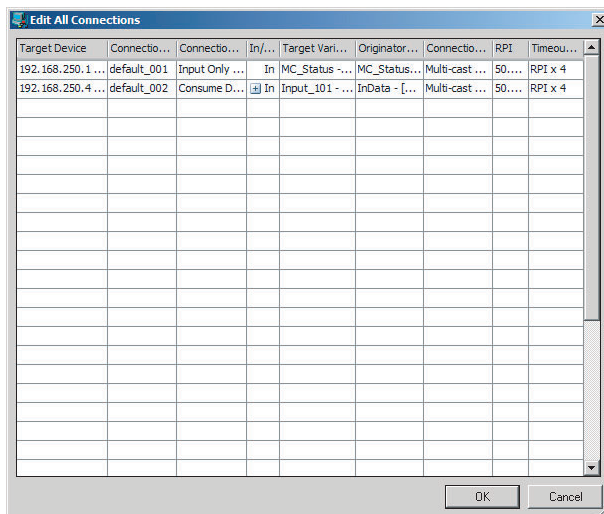 Edit All Connections
Target Device Connectio... Connectio... In/... Target Vari... Originator... Connectio... RPI Timeou...
192.168.250.1 ... default_001 Input Only ... In MC_Status -... MC_Status... Multi-cast ... 50.... RPI x 4
192.168.250.4 ... default_002 Consume D... In Input_101 - ... InData - [... Multi-cast ... 50.... RPI x 4
OK Cancel